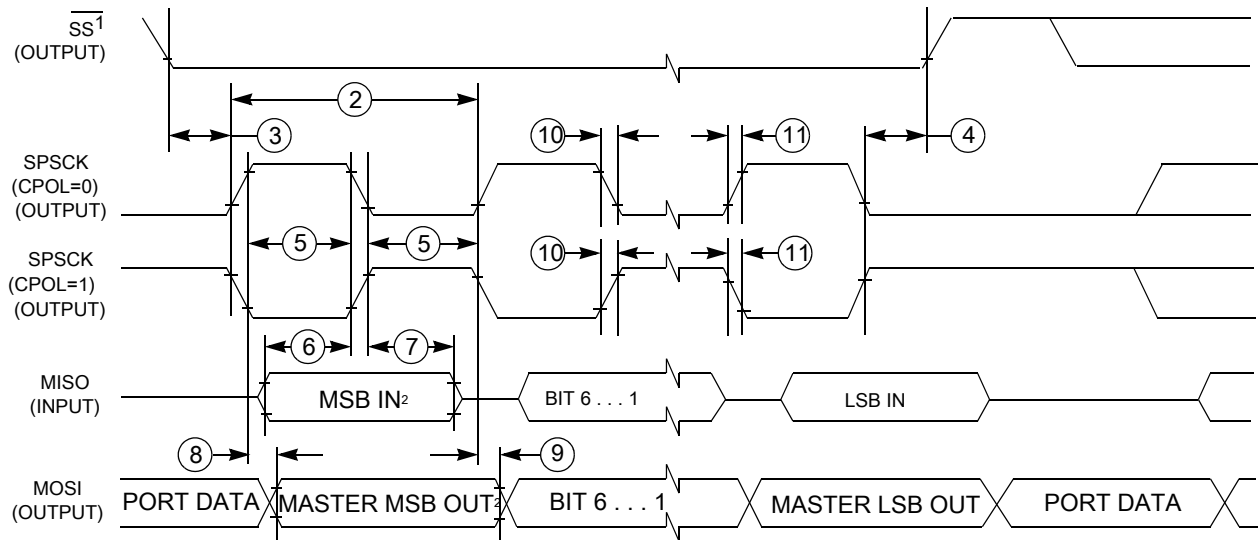 SS1
(OUTPUT)
2
3
10
11
4
SPSCK
(CPOL=0)
(OUTPUT)
5
5
SPSCK
(CPOL=1)
(OUTPUT)
10
11
6
7
MISO
(INPUT)
MSB IN2
BIT 6 . . . 1
LSB IN
8
9
MOSI
(OUTPUT)
PORT DATA
MASTER MSB OUT2
BIT 6 . . . 1
MASTER LSB OUT
PORT DATA